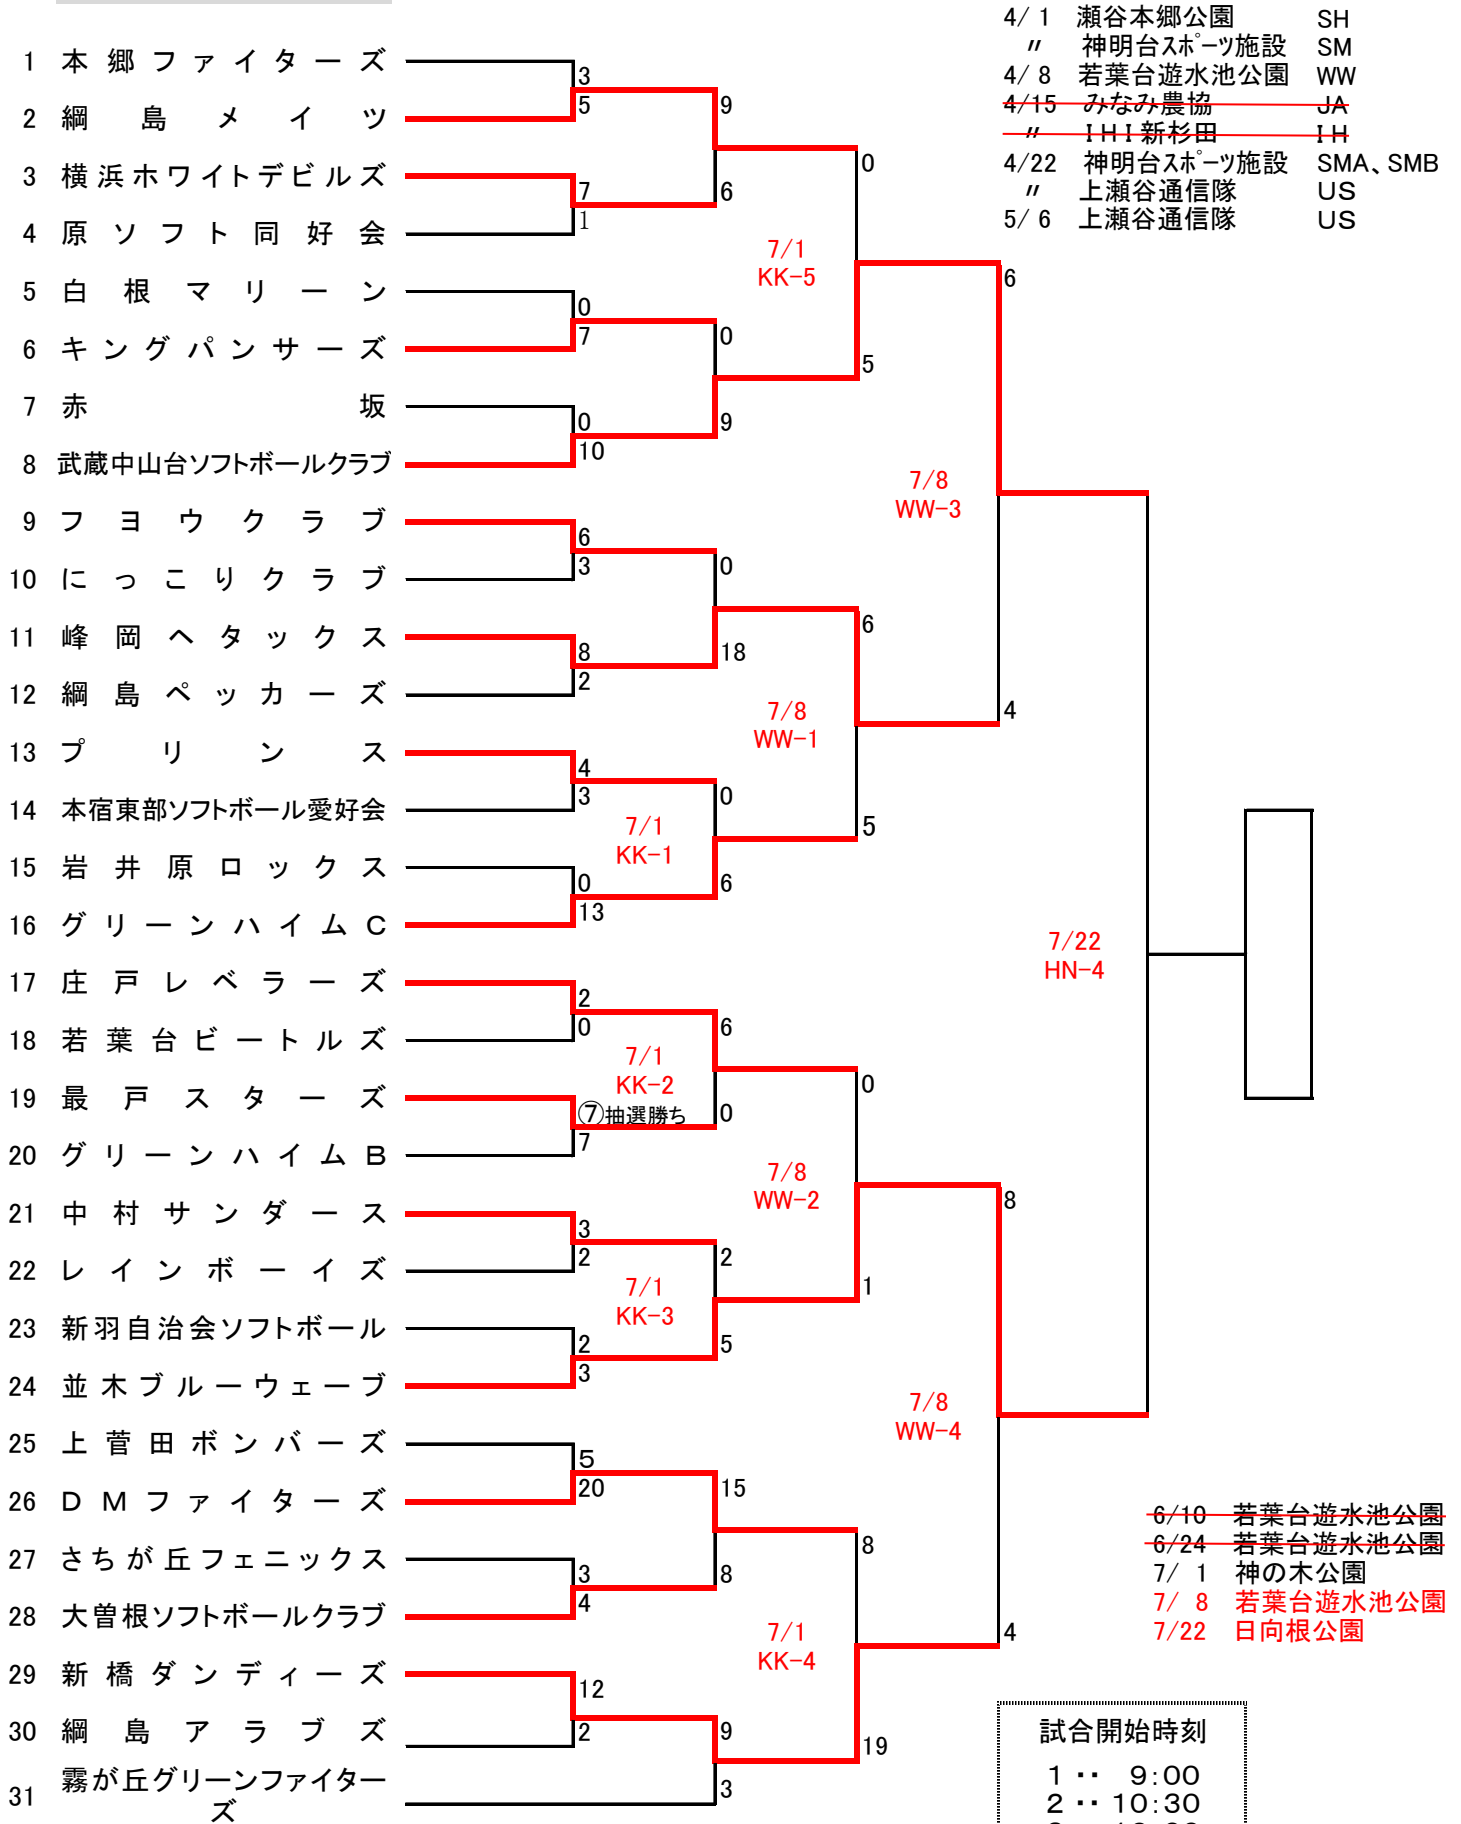 4/ 1 瀬谷本郷公園 SH
〃 神明台スポーツ施設 SM
4/ 8 若葉台遊水池公園 WW
4/15 みなみ農協 JA
〃 IHI新杉田 IH
4/22 神明台スポーツ施設 SMA、SMB
〃 上瀬谷通信隊 US
5/ 6 上瀬谷通信隊 US
1 本郷ファイターズ
3
5
9
2 綱島メイツ
3 横浜ホワイトデビルズ
7
6
0
1
4 原ソフト同好会
7/1
KK-5
6
5 白根マリーン
0
7
0
6 キングパンサーズ
5
7 赤坂
0
9
10
8 武蔵中山台ソフトボールクラブ
7/8
WW-3
9 フヨウクラブ
6
3
0
10 にっこりクラブ
6
11 峰岡ヘタックス
8
18
2
12 綱島ペッカーズ
7/8
WW-1
4
13 プリンス
4
3
0
14 本宿東部ソフトボール愛好会
7/1
KK-1
5
15 岩井原ロックス
0
6
13
16 グリーンハイムC
7/22
HN-4
17 庄戸レベラーズ
2
0
6
18 若葉台ビートルズ
7/1
KK-2
0
19 最戸スターズ
⑦抽選勝ち
0
7
20 グリーンハイムB
7/8
WW-2
8
21 中村サンダース
3
2
2
22 レインボーイズ
7/1
KK-3
1
23 新羽自治会ソフトボール
2
5
3
24 並木ブルーウェーブ
7/8
WW-4
25 上菅田ボンバーズ
5
20
15
26 DMファイターズ
6/10 若葉台遊水池公園
6/24 若葉台遊水池公園
7/ 1 神の木公園
7/ 8 若葉台遊水池公園
7/22 日向根公園
27 さちが丘フェニックス
3
8
8
4
28 大曽根ソフトボールクラブ
7/1
KK-4
4
29 新橋ダンディーズ
12
2
9
19
30 綱島アラブズ
31 霧が丘グリーンファイターズ
3
試合開始時刻
1 ・・ 9:00
2 ・・ 10:30